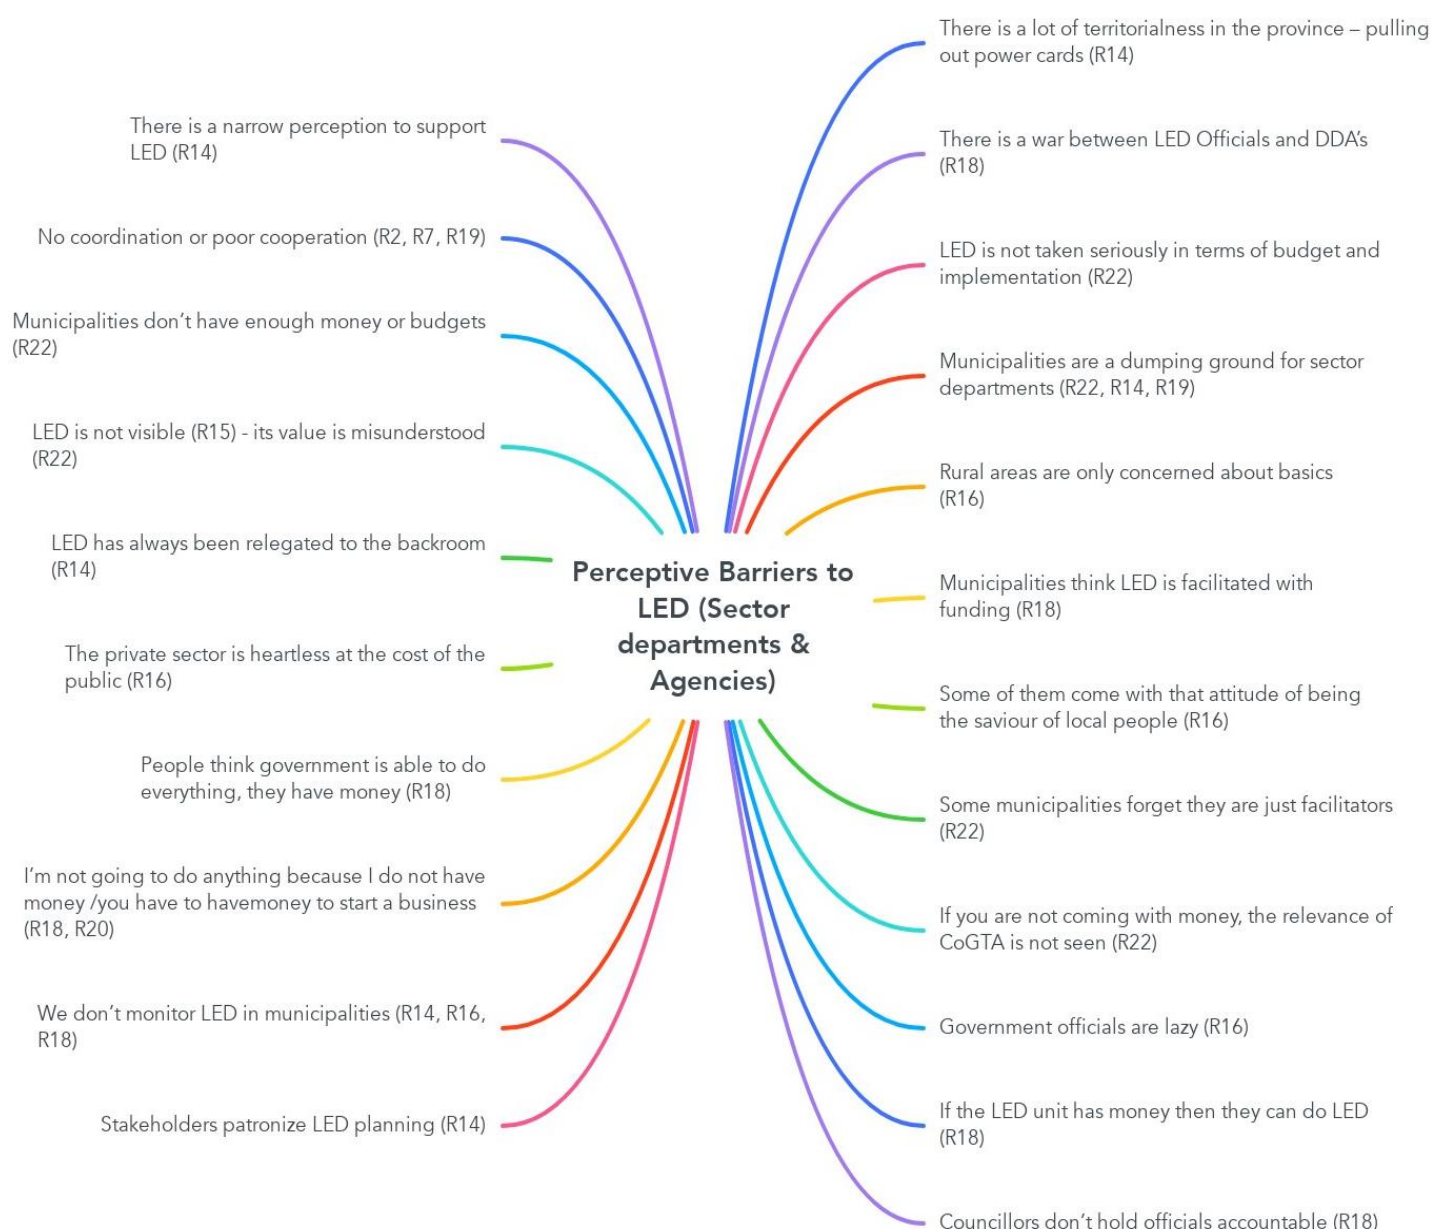 There is a narrow perception to support
LED (R14)
No coordination or poor cooperation (R2, R7, R19)
Municipalities don’t have enough money or budgets
(R22)
LED is not visible (R15) - its value is misunderstood
(R22)
LED has always been relegated to the backroom
(R14)
The private sector is heartless at the cost of the
public (R16)
People think government is able to do
everything, they have money (R18)
I’m not going to do anything because I do not have
money /you have to havemoney to start a business
(R18, R20)
We don’t monitor LED in municipalities (R14, R16,
R18)
Stakeholders patronize LED planning (R14)
Perceptive Barriers to
LED (Sector
departments &
Agencies)
There is a lot of territorialness in the province – pulling
out power cards (R14)
There is a war between LED Officials and DDA’s
(R18)
LED is not taken seriously in terms of budget and
implementation (R22)
Municipalities are a dumping ground for sector
departments (R22, R14, R19)
Rural areas are only concerned about basics
(R16)
Municipalities think LED is facilitated with
funding (R18)
Some of them come with that attitude of being
the saviour of local people (R16)
Some municipalities forget they are just facilitators
(R22)
If you are not coming with money, the relevance of
CoGTA is not seen (R22)
Government officials are lazy (R16)
If the LED unit has money then they can do LED
(R18)
Councillors don’t hold officials accountable (R18)